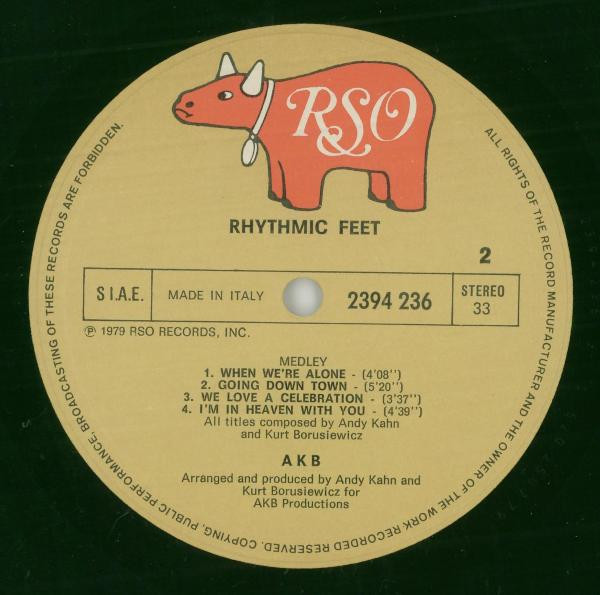 RSO
RHYTHMIC FEET
2
S.I.A.E.
MADE IN ITALY
2394 236
STEREO
33
℗ 1979 RSO RECORDS, INC.
MEDLEY
1. WHEN WE'RE ALONE - (4'08'')
2. GOING DOWN TOWN - (5'20'')
3. WE LOVE A CELEBRATION - (3'37'')
4. I'M IN HEAVEN WITH YOU - (4'39'')
All titles composed by Andy Kahn
and Kurt Borusiewicz
AKB
Arranged and produced by Andy Kahn and
Kurt Borusiewicz for
AKB Productions
ALL RIGHTS OF THE RECORD MANUFACTURER AND THE OWNER OF THE WORK RECORDED RESERVED. COPYING, PUBLIC PERFORMANCE, BROADCASTING OF THESE RECORDS ARE FORBIDDEN.